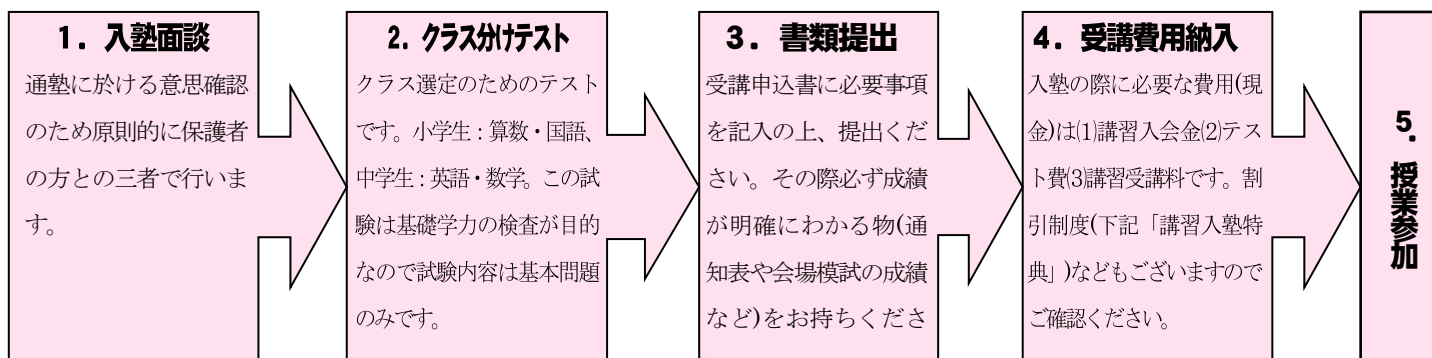 1．入塾面談
通塾に於ける意思確認
のため原則的に保護者
の方との三者で行いま
す。
2．クラス分けテスト
クラス選定のためのテスト
です。小学生：算数・国語、
中学生：英語・数学。この試
験は基礎学力の検査が目的
なので試験内容は基本問題
のみです。
3．書類提出
受講申込書に必要事項
を記入の上、提出くだ
さい。その際必ず成績
が明確にわかる物(通
知表や会場模試の成績
など)をお持ちくださ
4．受講費用納入
入塾の際に必要な費用(現
金)は(1)講習入会金(2)テス
ト費(3)講習受講料です。割
引制度(下記「講習入塾特
典」)などもございますので
ご確認ください。
5．授業参加